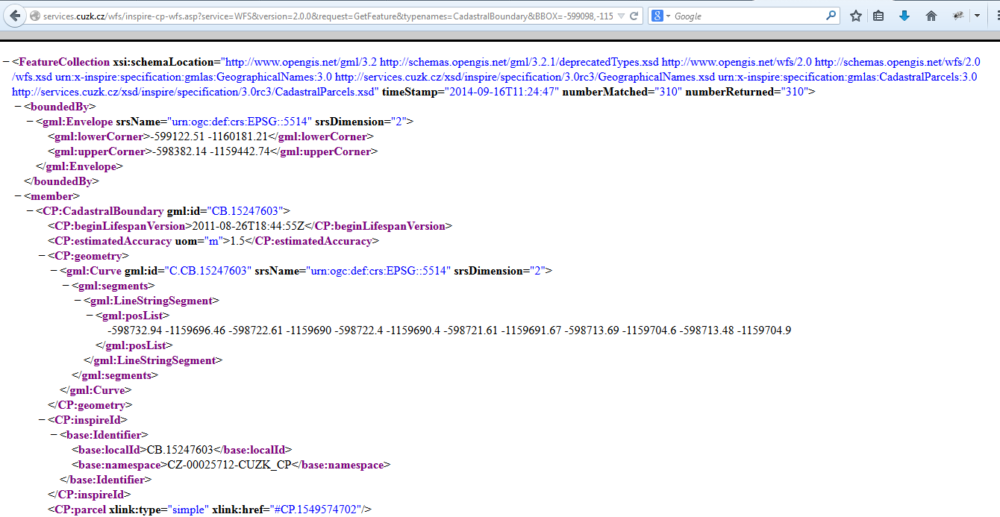 services.cuzk.cz/wfs/inspire-cp-wfs.asp?service=WFS&version=2.0.0&request=GetFeature&typenames=CadastralBoundary&BBOX=-599098,-115
Google
<FeatureCollection xsi:schemaLocation="http://www.opengis.net/gml/3.2 http://schemas.opengis.net/gml/3.2.1/deprecatedTypes.xsd http://www.opengis.net/wfs/2.0 http://schemas.opengis.net/wfs/2.0
/wfs.xsd urn:x-inspire:specification:gmlas:GeographicalNames:3.0 http://services.cuzk.cz/xsd/inspire/specification/3.0rc3/GeographicalNames.xsd urn:x-inspire:specification:gmlas:CadastralParcels:3.0
http://services.cuzk.cz/xsd/inspire/specification/3.0rc3/CadastralParcels.xsd" timeStamp="2014-09-16T11:24:47" numberMatched="310" numberReturned="310">
<boundedBy>
<gml:Envelope srsName="urn:ogc:def:crs:EPSG::5514" srsDimension="2">
<gml:lowerCorner>-599122.51 -1160181.21</gml:lowerCorner>
<gml:upperCorner>-598382.14 -1159442.74</gml:upperCorner>
</gml:Envelope>
</boundedBy>
<member>
<CP:CadastralBoundary gml:id="CB.15247603">
<CP:beginLifespanVersion>2011-08-26T18:44:55Z</CP:beginLifespanVersion>
<CP:estimatedAccuracy uom="m">1.5</CP:estimatedAccuracy>
<CP:geometry>
<gml:Curve gml:id="C.CB.15247603" srsName="urn:ogc:def:crs:EPSG::5514" srsDimension="2">
<gml:segments>
<gml:LineStringSegment>
<gml:posList>
-598732.94 -1159696.46 -598722.61 -1159690 -598722.4 -1159690.4 -598721.61 -1159691.67 -598713.69 -1159704.6 -598713.48 -1159704.9
</gml:posList>
</gml:LineStringSegment>
</gml:segments>
</gml:Curve>
</CP:geometry>
<CP:inspireId>
<base:Identifier>
<base:localId>CB.15247603</base:localId>
<base:namespace>CZ-00025712-CUZK_CP</base:namespace>
</base:Identifier>
</CP:inspireId>
<CP:parcel xlink:type="simple" xlink:href="#CP.1549574702"/>